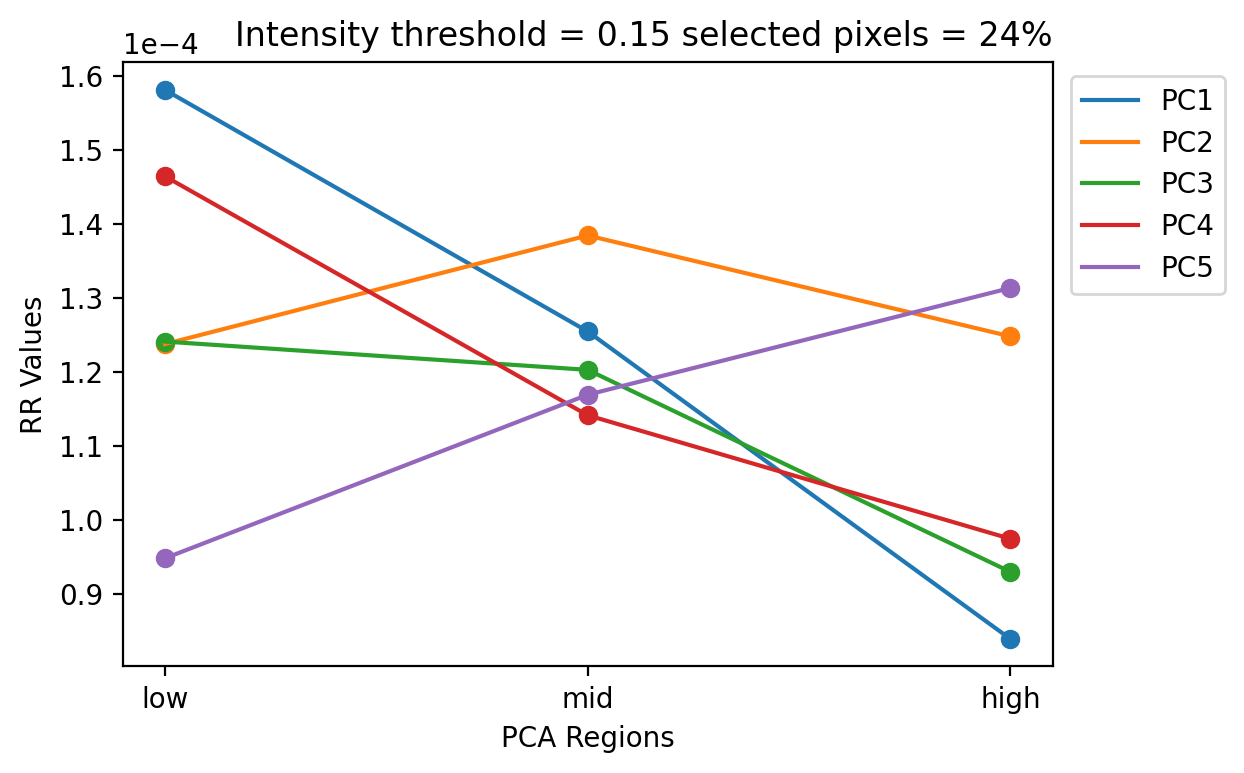 Intensity threshold = 0.15 selected pixels = 24%
1e−4
1.6
1.5
1.4
1.3
1.2
1.1
1.0
0.9
RR Values
low
mid
high
PCA Regions
PC1
PC2
PC3
PC4
PC5